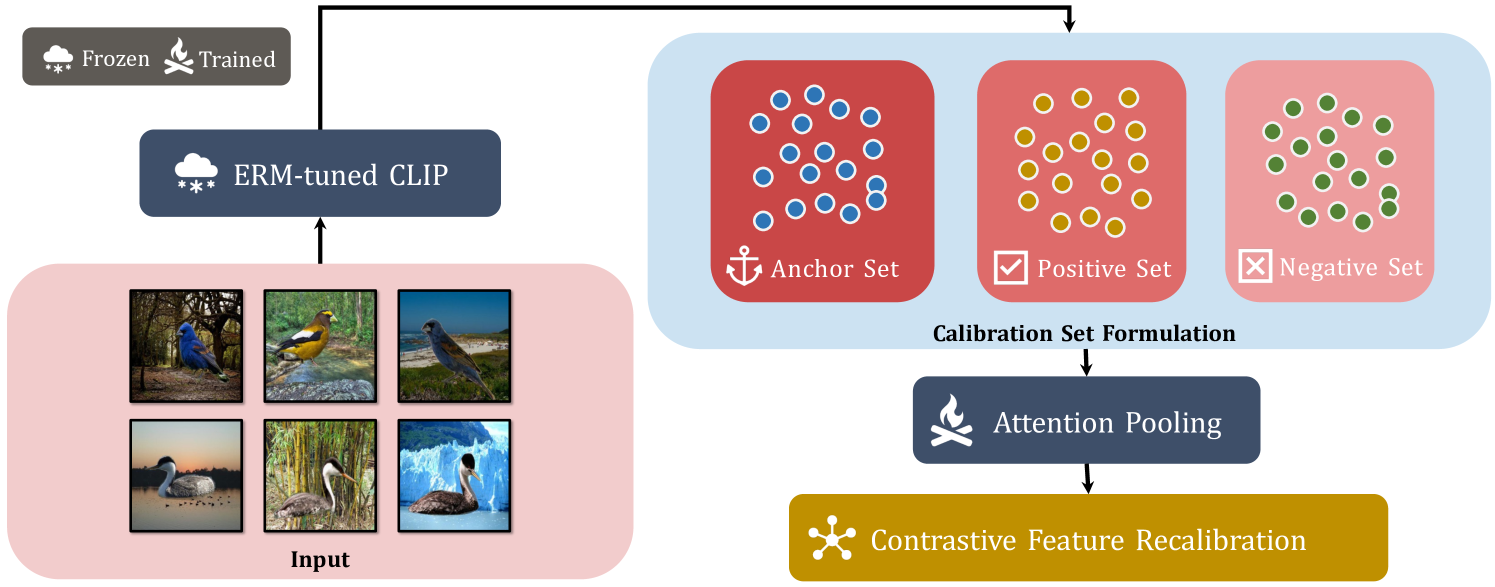 Frozen Trained
ERM-tuned CLIP
Input
Anchor Set
Positive Set
Negative Set
Calibration Set Formulation
Attention Pooling
Contrastive Feature Recalibration